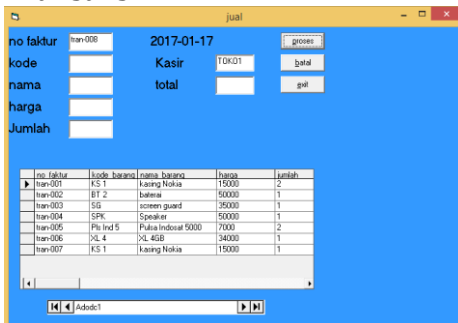 jual
no faktur tran-008 2017-01-17 proses
kode Kasir TOKO1 batal
nama total exit
harga
Jumlah
no_faktur kode_barang nama_barang harga jumlah
tran-001 KS 1 kasing Nokia 15000 2
tran-002 BT 2 baterai 50000 1
tran-003 SG screen guard 35000 1
tran-004 SPK Speaker 50000 1
tran-005 Pls Ind 5 Pulsa Indosat 5000 7000 2
tran-006 XL 4 XL 4GB 34000 1
tran-007 KS 1 kasing Nokia 15000 1
Adodc1